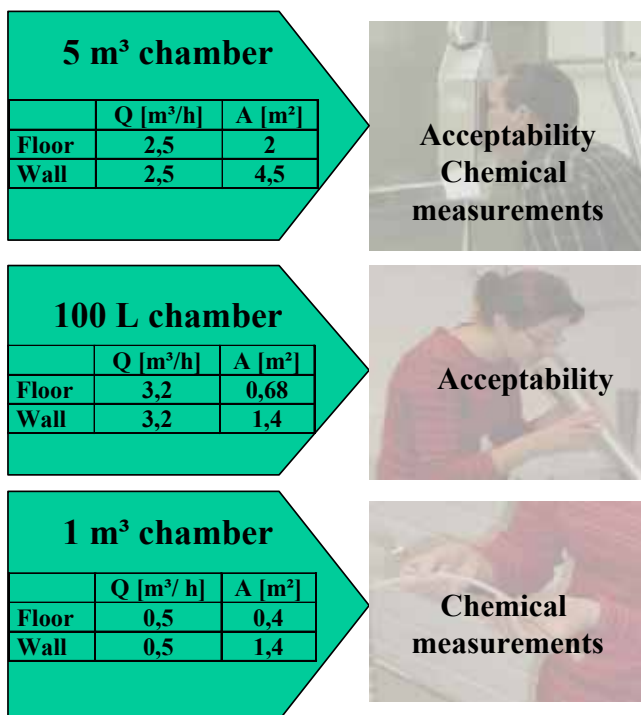 5 m³ chamber
Q [m³/h] A [m²]
Floor 2,5 2
Wall 2,5 4,5
Acceptability
Chemical
measurements
100 L chamber
Q [m³/h] A [m²]
Floor 3,2 0,68
Wall 3,2 1,4
Acceptability
1 m³ chamber
Q [m³/ h] A [m²]
Floor 0,5 0,4
Wall 0,5 1,4
Chemical
measurements